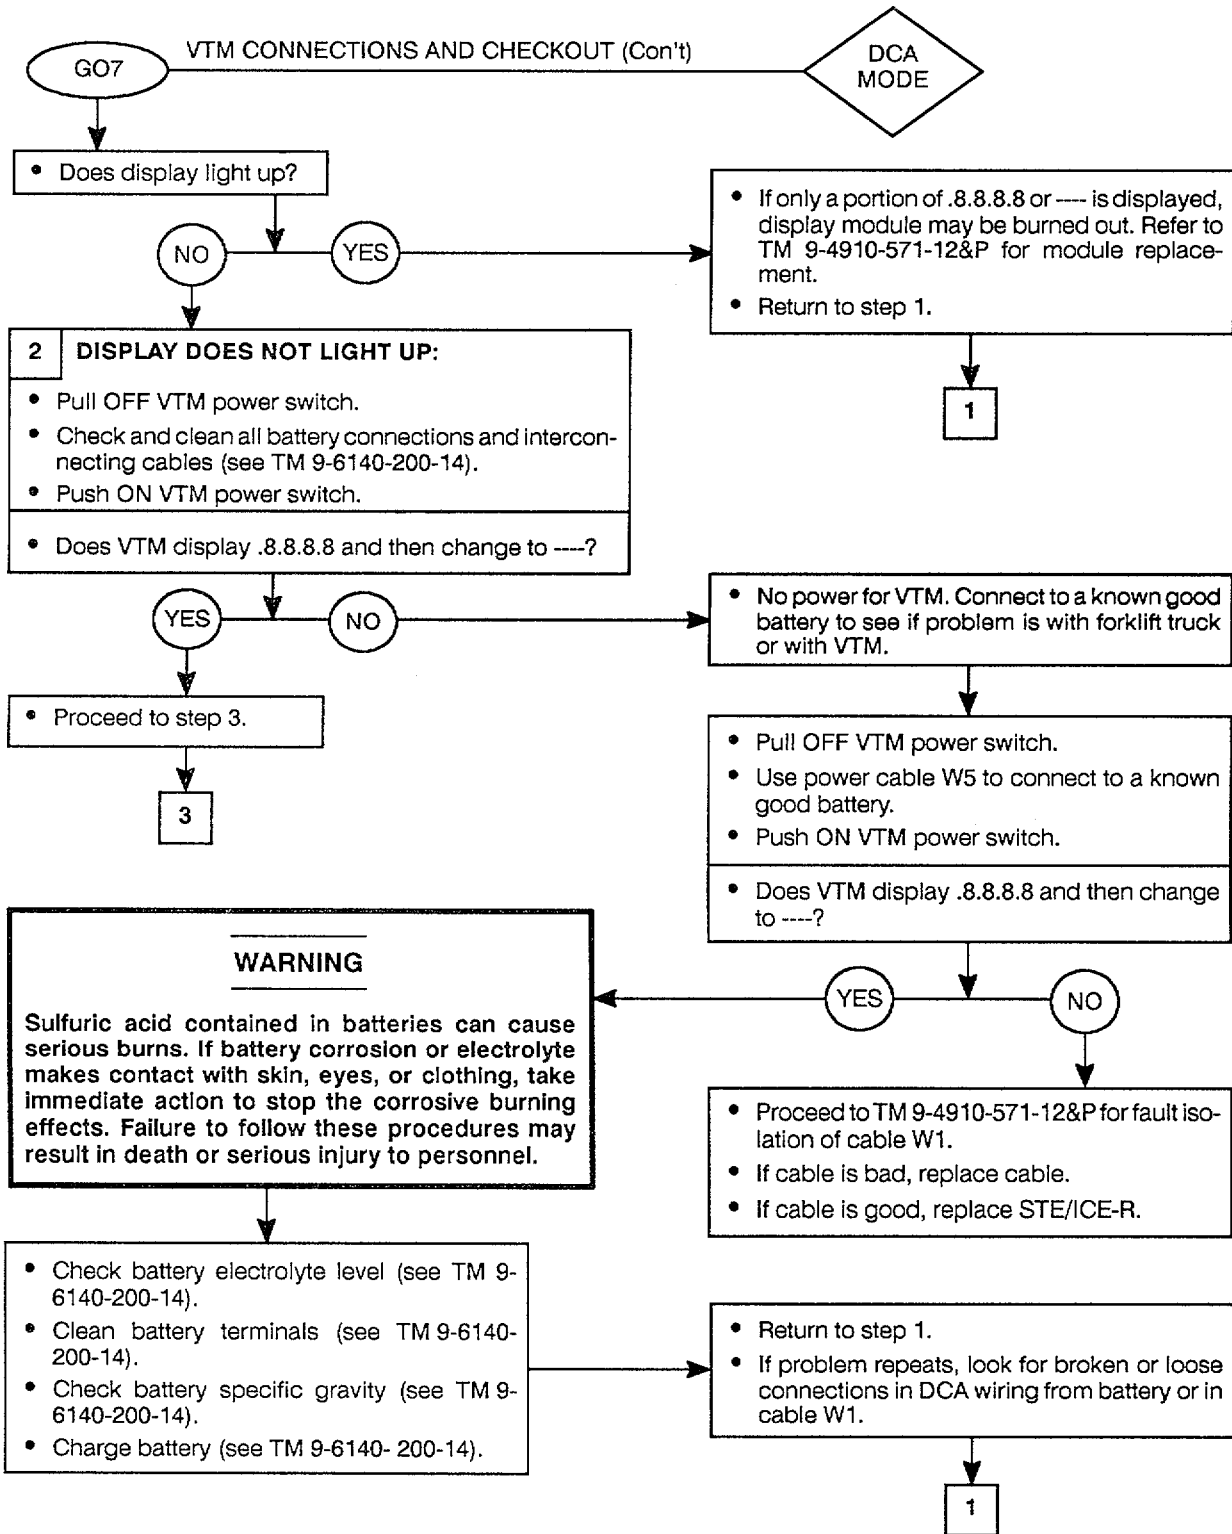 GO7
VTM CONNECTIONS AND CHECKOUT (Con't)
DCA
MODE
• Does display light up?
NO
YES
• If only a portion of .8.8.8.8 or ---- is displayed,
display module may be burned out. Refer to
TM 9-4910-571-12&P for module replace-
ment.
• Return to step 1.
1
2 DISPLAY DOES NOT LIGHT UP:
• Pull OFF VTM power switch.
• Check and clean all battery connections and intercon-
necting cables (see TM 9-6140-200-14).
• Push ON VTM power switch.
• Does VTM display .8.8.8.8 and then change to ----?
YES
NO
• No power for VTM. Connect to a known good
battery to see if problem is with forklift truck
or with VTM.
• Proceed to step 3.
3
• Pull OFF VTM power switch.
• Use power cable W5 to connect to a known
good battery.
• Push ON VTM power switch.
• Does VTM display .8.8.8.8 and then change
to ----?
YES
NO
WARNING
Sulfuric acid contained in batteries can cause
serious burns. If battery corrosion or electrolyte
makes contact with skin, eyes, or clothing, take
immediate action to stop the corrosive burning
effects. Failure to follow these procedures may
result in death or serious injury to personnel.
• Proceed to TM 9-4910-571-12&P for fault iso-
lation of cable W1.
• If cable is bad, replace cable.
• If cable is good, replace STE/ICE-R.
• Check battery electrolyte level (see TM 9-
6140-200-14).
• Clean battery terminals (see TM 9-6140-
200-14).
• Check battery specific gravity (see TM 9-
6140-200-14).
• Charge battery (see TM 9-6140- 200-14).
• Return to step 1.
• If problem repeats, look for broken or loose
connections in DCA wiring from battery or in
cable W1.
1